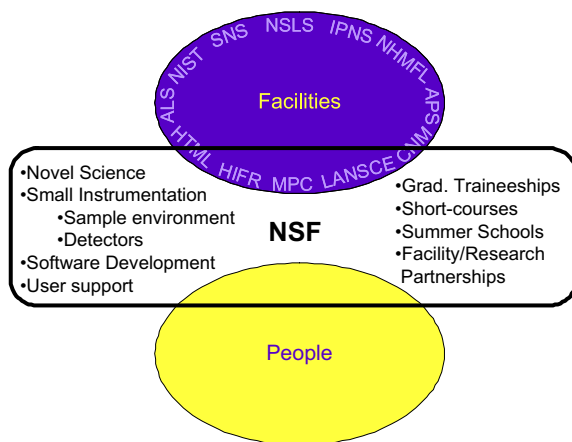 ALS NIST SNS NSLS IPNS NHMFL APS
Facilities
HTML HIFR MPC LANSCE CNM
•Novel Science
•Small Instrumentation
•Sample environment
•Detectors
•Software Development
•User support
NSF
•Grad. Traineeships
•Short-courses
•Summer Schools
•Facility/Research
Partnerships
People